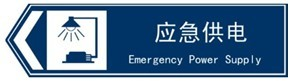 应急供电
Emergency Power Supply